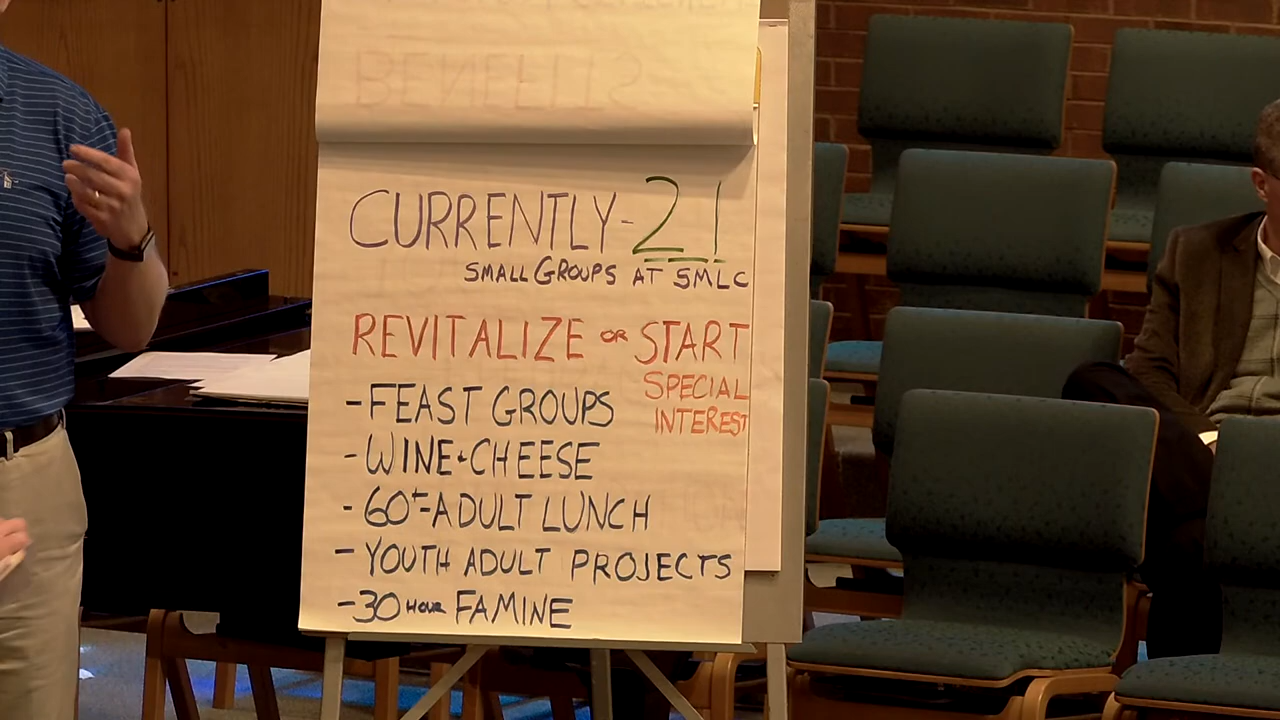 BENEFITS
CURRENTLY-21
SMALL GROUPS AT SMLC
REVITALIZE OR START
SPECIAL
INTEREST
-FEAST GROUPS
-WINE+CHEESE
-60+-ADULT LUNCH
-YOUTH ADULT PROJECTS
-30 HOUR FAMINE